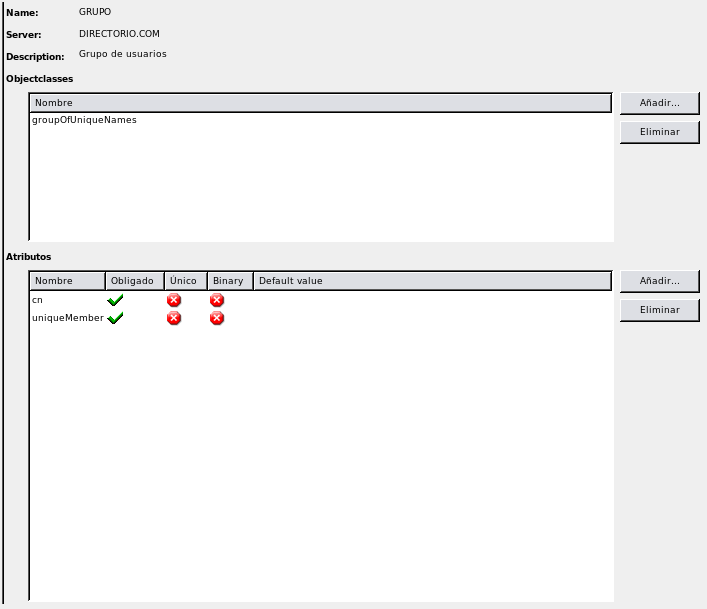 Name: GRUPO
Server: DIRECTORIO.COM
Description: Grupo de usuarios
Objectclasses
Nombre
Añadir...
groupOfUniqueNames
Eliminar
Atributos
Nombre Obligado Único Binary Default value
Añadir...
cn
Eliminar
uniqueMember